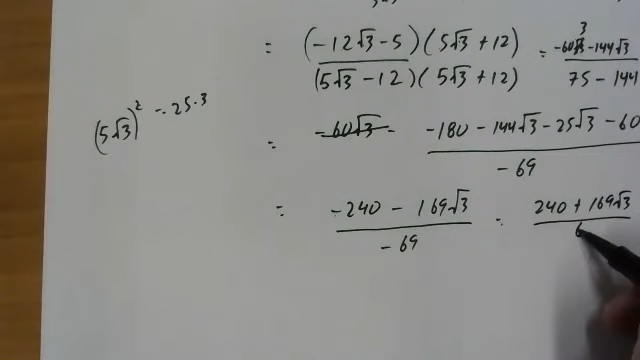 = (-12√3 - 5)(5√3 + 12) / (5√3 - 12)(5√3 + 12) = -60·3 - 144√3 / 75 - 144
(5√3)² = 25·3
= -60√3 - -180 - 144√3 - 25√3 - 60 / -69
= -240 - 169√3 / -69 = 240 + 169√3 / 6